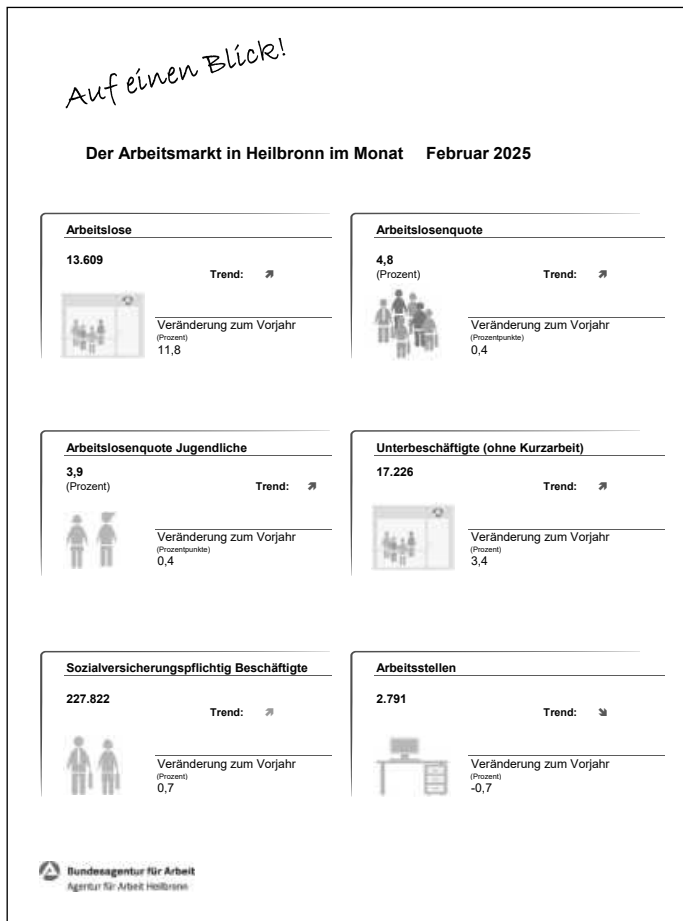 Auf einen Blick!
Der Arbeitsmarkt in Heilbronn im Monat Februar 2025
Arbeitslose
13.609
Trend:
Veränderung zum Vorjahr
(Prozent)
11,8
Arbeitslosenquote
4,8
(Prozent)
Trend:
Veränderung zum Vorjahr
(Prozentpunkte)
0,4
Arbeitslosenquote Jugendliche
3,9
(Prozent)
Trend:
Veränderung zum Vorjahr
(Prozentpunkte)
0,4
Unterbeschäftigte (ohne Kurzarbeit)
17.226
Trend:
Veränderung zum Vorjahr
(Prozent)
3,4
Sozialversicherungspflichtig Beschäftigte
227.822
Trend:
Veränderung zum Vorjahr
(Prozent)
0,7
Arbeitsstellen
2.791
Trend:
Veränderung zum Vorjahr
(Prozent)
-0,7
Bundesagentur für Arbeit
Agentur für Arbeit Heilbronn